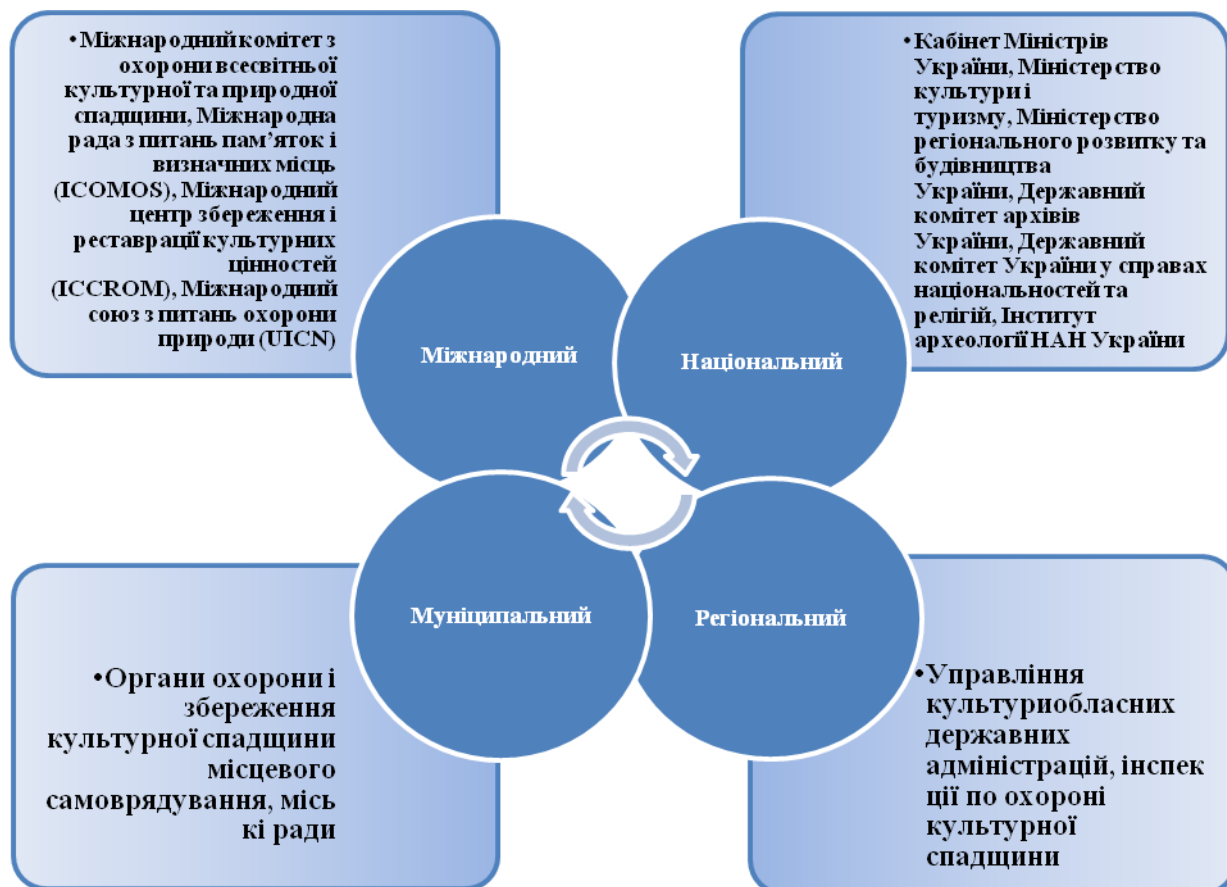 •Міжнародний комітет з
охорони всесвітньої
культурної та природної
спадщини, Міжнародна
рада з питань пам’яток і
визначних місць
(ICOMOS), Міжнародний
центр збереження і
реставрації культурних
цінностей
(ICCROM), Міжнародний
союз з питань охорони
природи (UICN)
•Кабінет Міністрів
України, Міністерство
культури і
туризму, Міністерство
регіонального розвитку та
будівництва
України, Державний
комітет архівів
України, Державний
комітет України у справах
національностей та
релігій, Інститут
археології НАН України
Міжнародний
Національний
Муніципальний
Регіональний
•Органи охорони і
збереження
культурної спадщини
місцевого
самоврядування, місь
кі ради
•Управління
культуриобласних
державних
адміністрацій, інспек
ції по охороні
культурної
спадщини